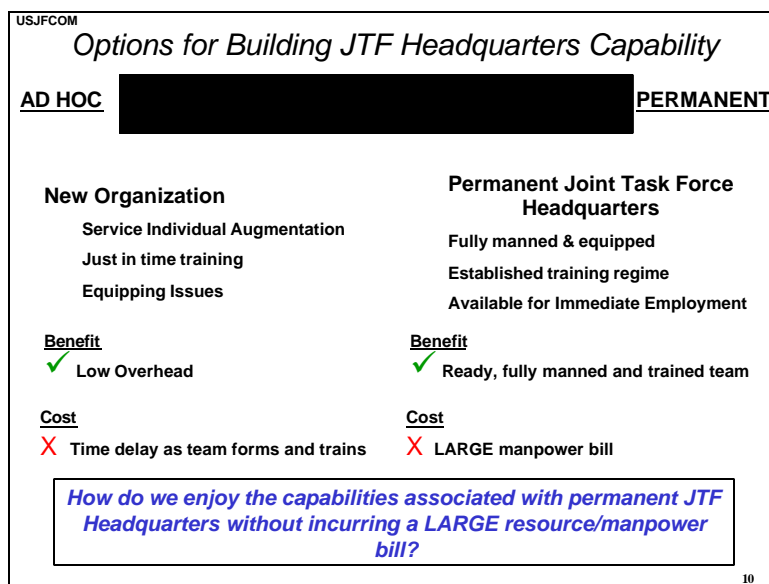 USJFCOM
Options for Building JTF Headquarters Capability
AD HOC
PERMANENT
New Organization
Service Individual Augmentation
Just in time training
Equipping Issues
Benefit
✓ Low Overhead
Cost
X Time delay as team forms and trains
Permanent Joint Task Force
Headquarters
Fully manned & equipped
Established training regime
Available for Immediate Employment
Benefit
✓ Ready, fully manned and trained team
Cost
X LARGE manpower bill
How do we enjoy the capabilities associated with permanent JTF
Headquarters without incurring a LARGE resource/manpower
bill?
10